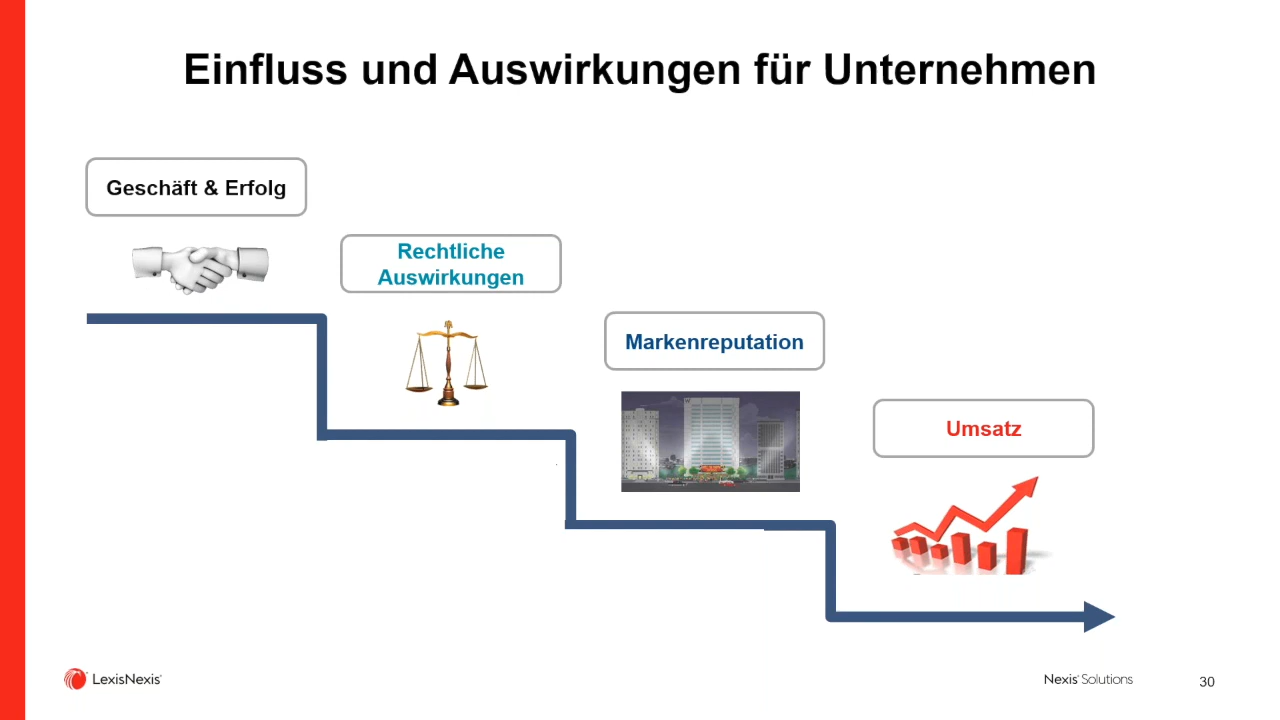 Einfluss und Auswirkungen für Unternehmen
Geschäft & Erfolg
Rechtliche
Auswirkungen
Markenreputation
Umsatz
LexisNexis®
Nexis® Solutions
30